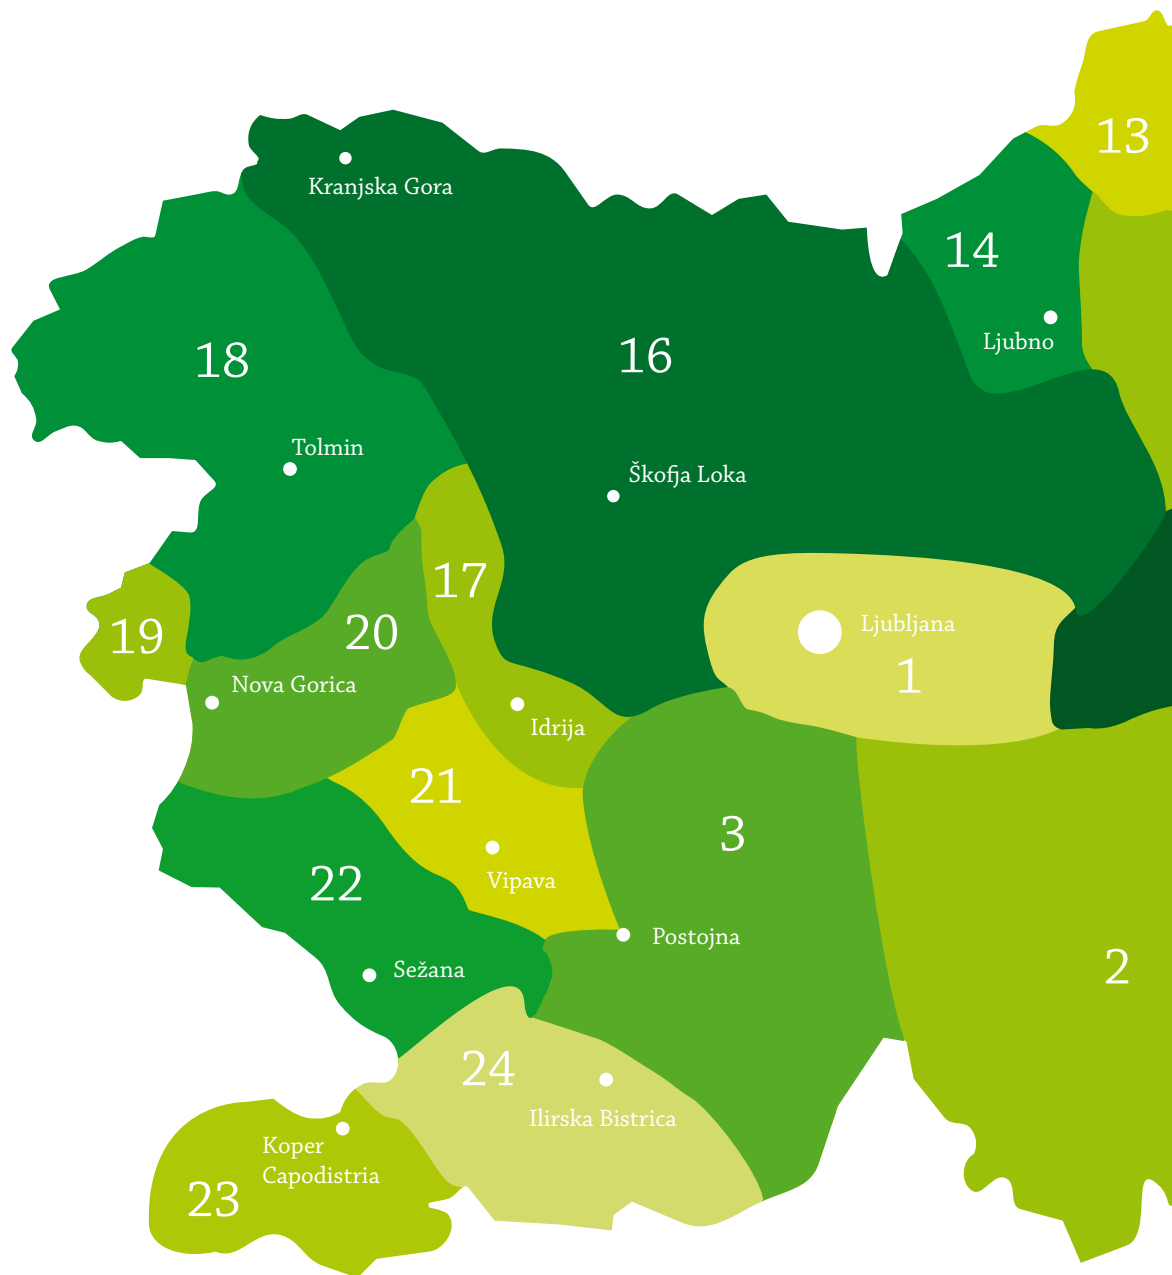 13
Kranjska Gora
14
Ljubno
18
16
Tolmin
Škofja Loka
17
19
20
Ljubljana
1
Nova Gorica
Idrija
21
3
Vipava
22
Postojna
2
Sežana
24
Ilirska Bistrica
Koper
Capodistria
23